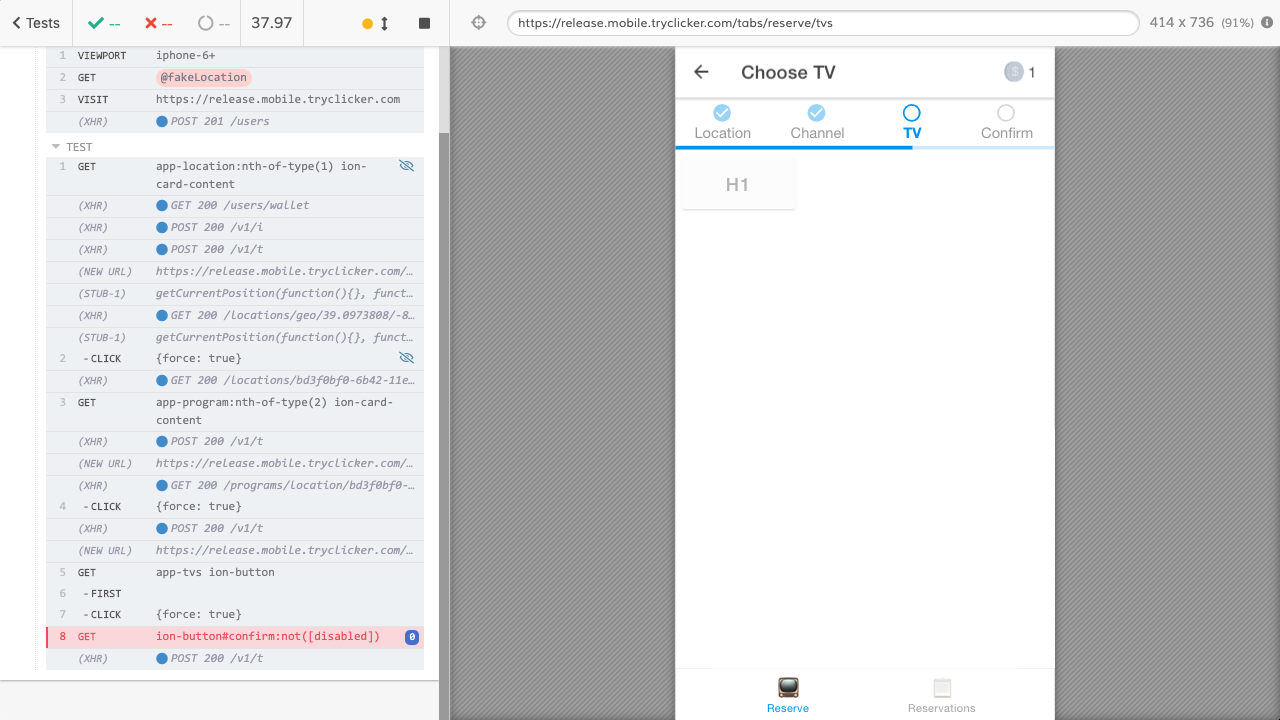 Tests
--
--
--
37.97
https://release.mobile.tryclicker.com/tabs/reserve/tvs
414 x 736 (91%)
1 VIEWPORT iphone-6+
2 GET @fakeLocation
3 VISIT https://release.mobile.tryclicker.com
(XHR) POST 201 /users
TEST
1 GET app-location:nth-of-type(1) ion-
card-content
(XHR) GET 200 /users/wallet
(XHR) POST 200 /v1/i
(XHR) POST 200 /v1/t
(NEW URL) https://release.mobile.tryclicker.com/…
(STUB-1) getCurrentPosition(function(){}, funct…
(XHR) GET 200 /locations/geo/39.0973808/-8…
(STUB-1) getCurrentPosition(function(){}, funct…
2 -CLICK {force: true}
(XHR) GET 200 /locations/bd3f0bf0-6b42-11e…
3 GET app-program:nth-of-type(2) ion-card-
content
(XHR) POST 200 /v1/t
(NEW URL) https://release.mobile.tryclicker.com/…
(XHR) GET 200 /programs/location/bd3f0bf0-…
4 -CLICK {force: true}
(XHR) POST 200 /v1/t
(NEW URL) https://release.mobile.tryclicker.com/…
5 GET app-tvs ion-button
6 -FIRST
7 -CLICK {force: true}
8 GET ion-button#confirm:not([disabled]) 0
(XHR) POST 200 /v1/t
Choose TV
1
Location Channel TV Confirm
H1
Reserve Reservations